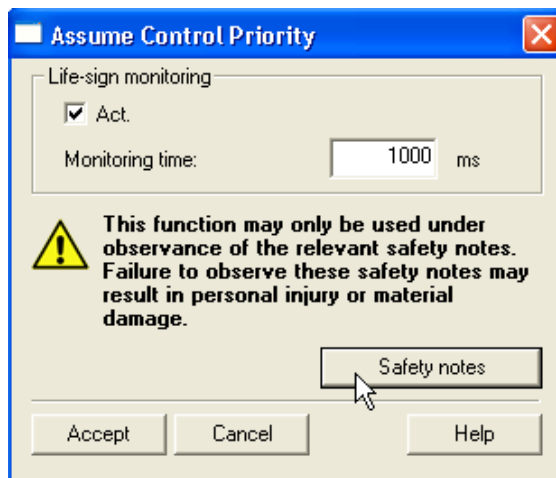 Assume Control Priority
Life-sign monitoring
Act.
Monitoring time: 1000 ms
This function may only be used under
observance of the relevant safety notes.
Failure to observe these safety notes may
result in personal injury or material
damage.
Safety notes
Accept Cancel Help